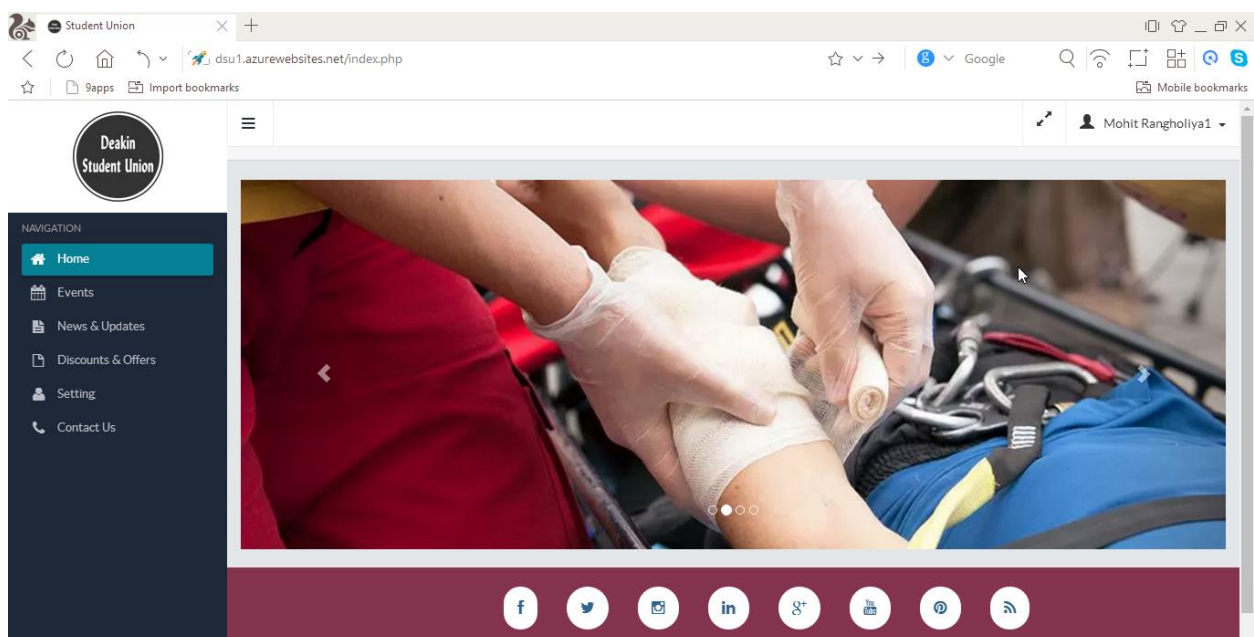 Student Union
dsu1.azurewebsites.net/index.php
Google
9apps
Import bookmarks
Mobile bookmarks
Deakin
Student Union
Mohit Rangholiya1
NAVIGATION
Home
Events
News & Updates
Discounts & Offers
Setting
Contact Us